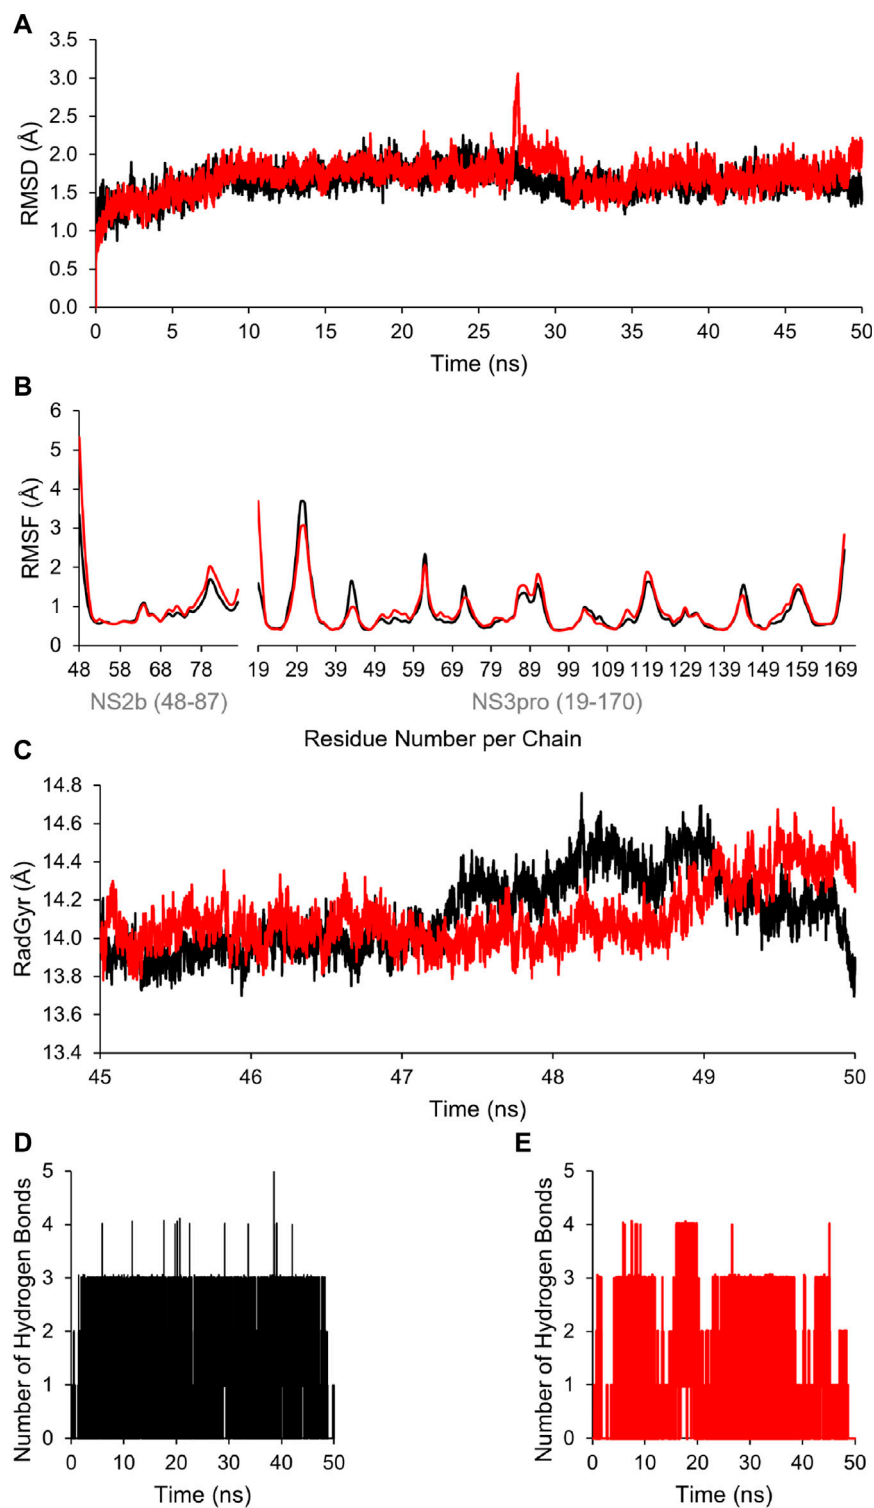 A
3.5
3.0
2.5
2.0
1.5
1.0
0.5
0.0
RMSD (Å)
0 5 10 15 20 25 30 35 40 45 50
Time (ns)
B
6
5
4
3
2
1
0
RMSF (Å)
48 58 68 78 19 29 39 49 59 69 79 89 99 109 119 129 139 149 159 169
NS2b (48-87) NS3pro (19-170)
Residue Number per Chain
C
14.8
14.6
14.4
14.2
14.0
13.8
13.6
13.4
RadGyr (Å)
45 46 47 48 49 50
Time (ns)
D
5
4
3
2
1
0
Number of Hydrogen Bonds
0 10 20 30 40 50
Time (ns)
E
5
4
3
2
1
0
Number of Hydrogen Bonds
0 10 20 30 40 50
Time (ns)